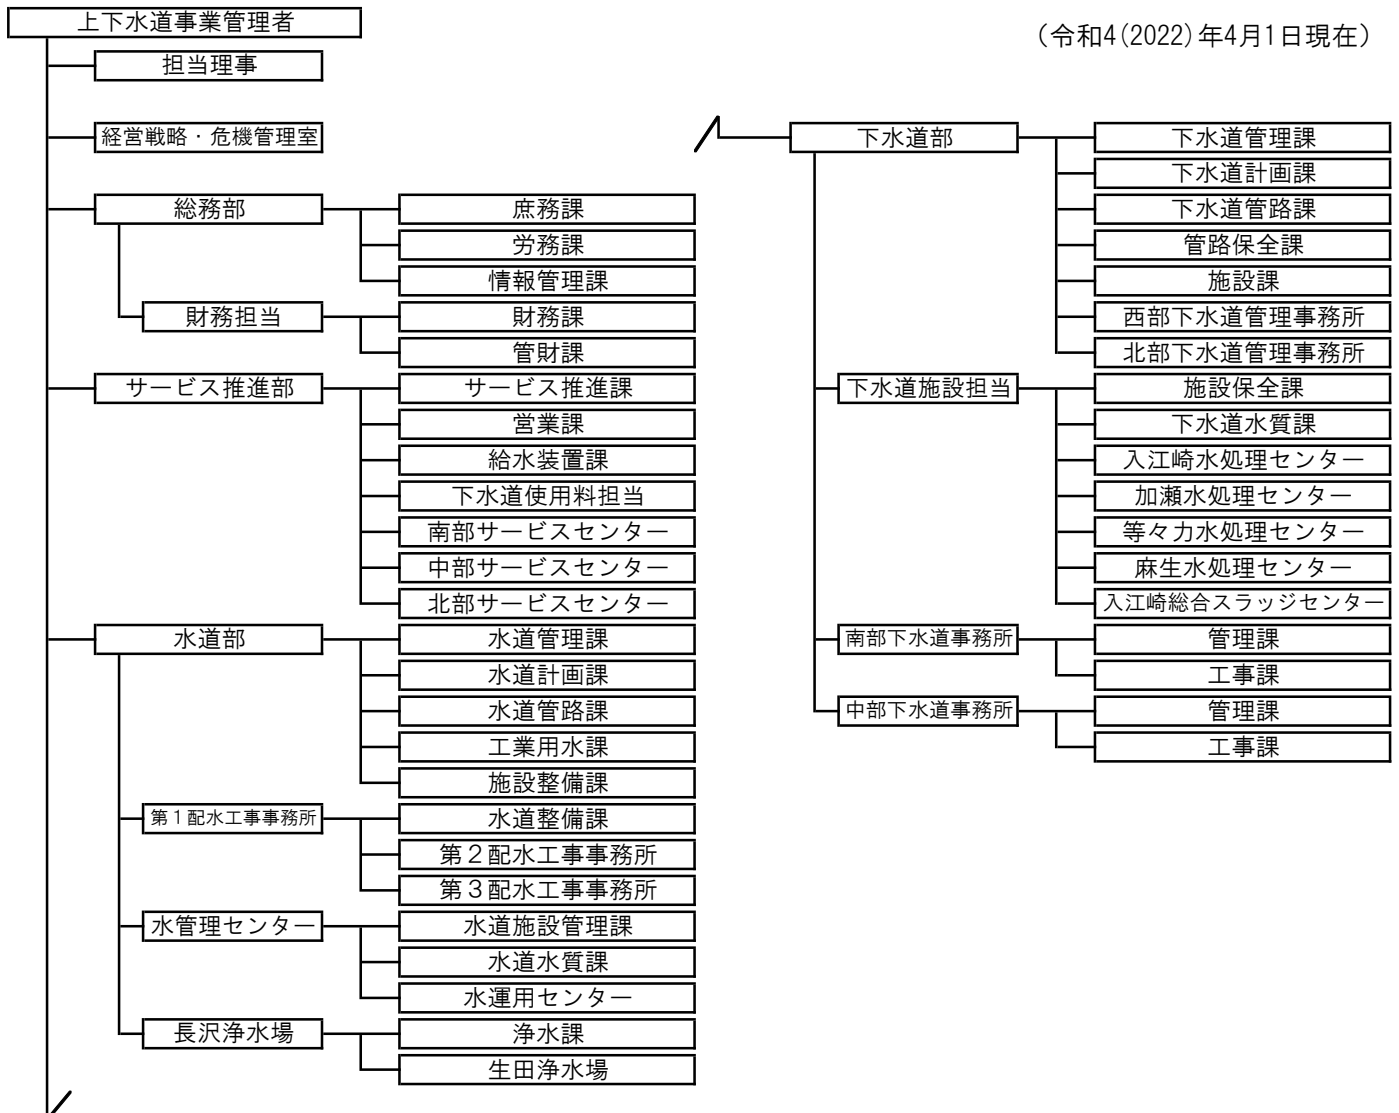 上下水道事業管理者
（令和4(2022)年4月1日現在）
担当理事
経営戦略・危機管理室
総務部
庶務課
労務課
情報管理課
財務担当
財務課
管財課
サービス推進部
サービス推進課
営業課
給水装置課
下水道使用料担当
南部サービスセンター
中部サービスセンター
北部サービスセンター
水道部
水道管理課
水道計画課
水道管路課
工業用水課
施設整備課
第１配水工事事務所
水道整備課
第２配水工事事務所
第３配水工事事務所
水管理センター
水道施設管理課
水道水質課
水運用センター
長沢浄水場
浄水課
生田浄水場
下水道部
下水道管理課
下水道計画課
下水道管路課
管路保全課
施設課
西部下水道管理事務所
北部下水道管理事務所
下水道施設担当
施設保全課
下水道水質課
入江崎水処理センター
加瀬水処理センター
等々力水処理センター
麻生水処理センター
入江崎総合スラッジセンター
南部下水道事務所
管理課
工事課
中部下水道事務所
管理課
工事課